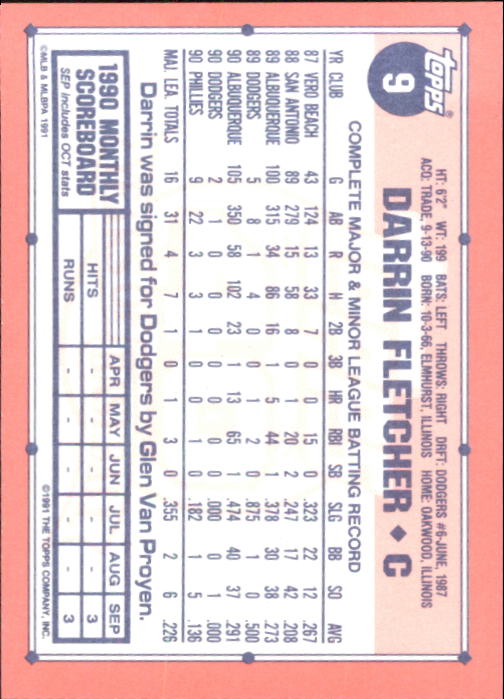 topps®
9
HT: 6'2" WT: 199 BATS: LEFT THROWS: RIGHT DRFT: DODGERS #6-JUNE, 1987
ACQ: TRADE, 9-13-90 BORN: 10-3-66, ELMHURST, ILLINOIS HOME: OAKWOOD, ILLINOIS
DARRIN FLETCHER ◆ C
COMPLETE MAJOR & MINOR LEAGUE BATTING RECORD
YR CLUB G AB R H 2B 3B HR RBI SB SLG BB SO AVG
87 VERO BEACH 43 124 13 33 7 0 0 15 0 .323 22 12 .267
88 SAN ANTONIO 89 279 15 58 8 0 1 20 2 .247 17 42 .208
89 ALBUQUERQUE 100 315 34 86 16 1 5 44 1 .378 30 38 .273
89 DODGERS 5 8 1 4 0 0 1 2 0 .875 1 0 .500
90 ALBUQUERQUE 105 350 58 102 23 1 13 65 1 .474 40 37 .291
90 DODGERS 2 1 0 0 0 0 0 0 0 .000 0 1 .000
90 PHILLIES 9 22 3 3 1 0 0 1 0 .182 1 5 .136
MAJ. LEA. TOTALS 16 31 4 7 1 0 1 3 0 .355 2 6 .226
Darrin was signed for Dodgers by Glen Van Proyen.
1990 MONTHLY SCOREBOARD
SEP includes OCT stats
APR MAY JUN JUL AUG SEP
HITS - - - - - 3
RUNS - - - - - 3
©MLB & MLBPA 1991
©1991 THE TOPPS COMPANY, INC.